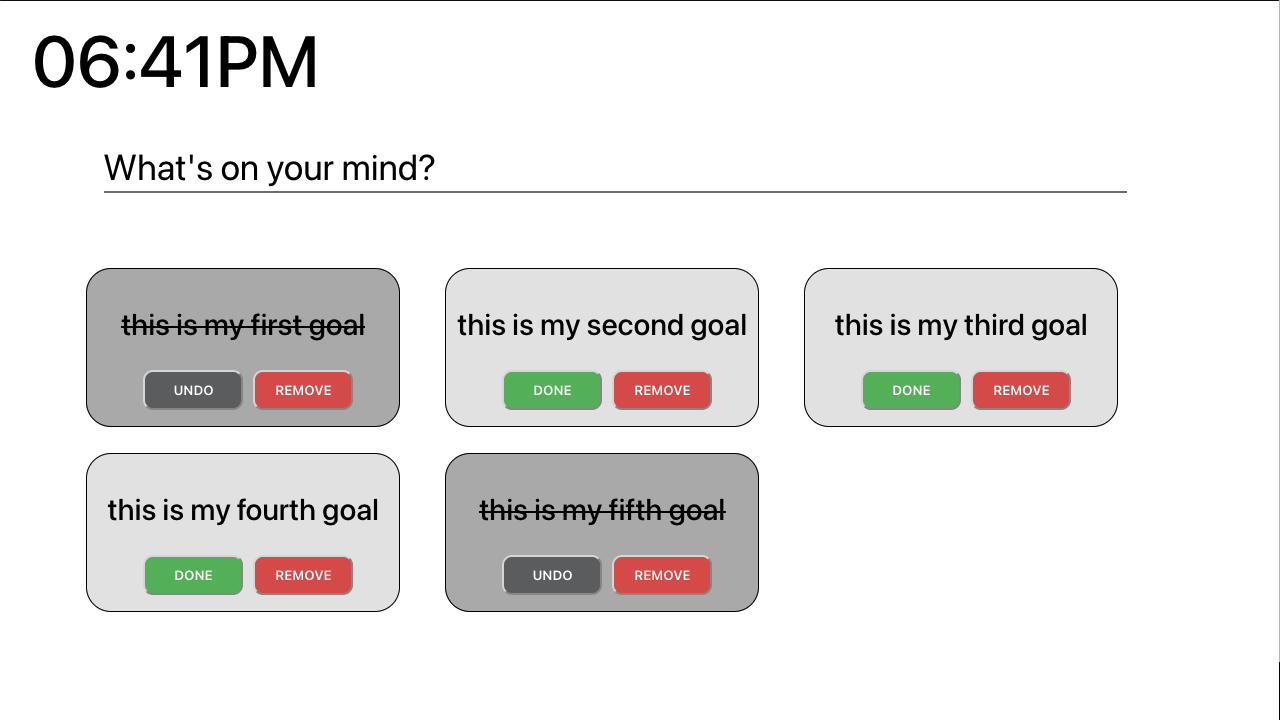 06:41PM
What's on your mind?
this is my first goal
UNDO REMOVE
this is my second goal
DONE REMOVE
this is my third goal
DONE REMOVE
this is my fourth goal
DONE REMOVE
this is my fifth goal
UNDO REMOVE